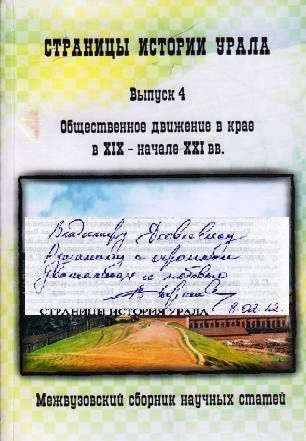 СТРАНИЦЫ ИСТОРИИ УРАЛА
Выпуск 4
Общественное движение в крае
в XIX – начале XXI вв.
Владимиру
с огромным
уважением и любовью
СТРАНИЦЫ ИСТОРИИ УРАЛА
Межвузовский сборник научных статей